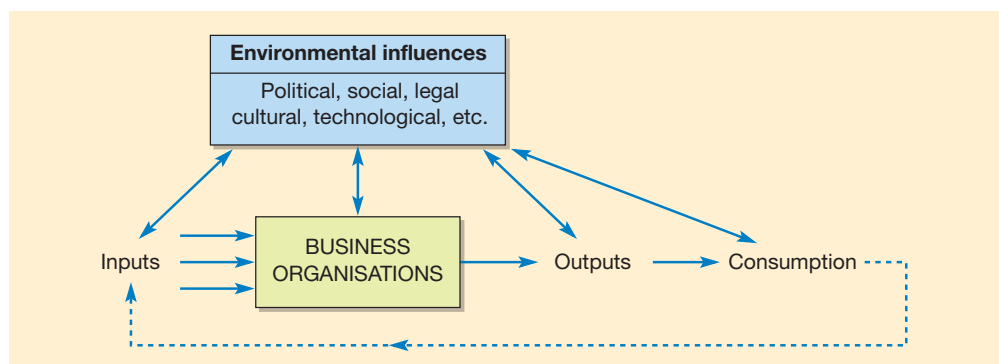 Environmental influences
Political, social, legal
cultural, technological, etc.
Inputs
BUSINESS
ORGANISATIONS
Outputs
Consumption